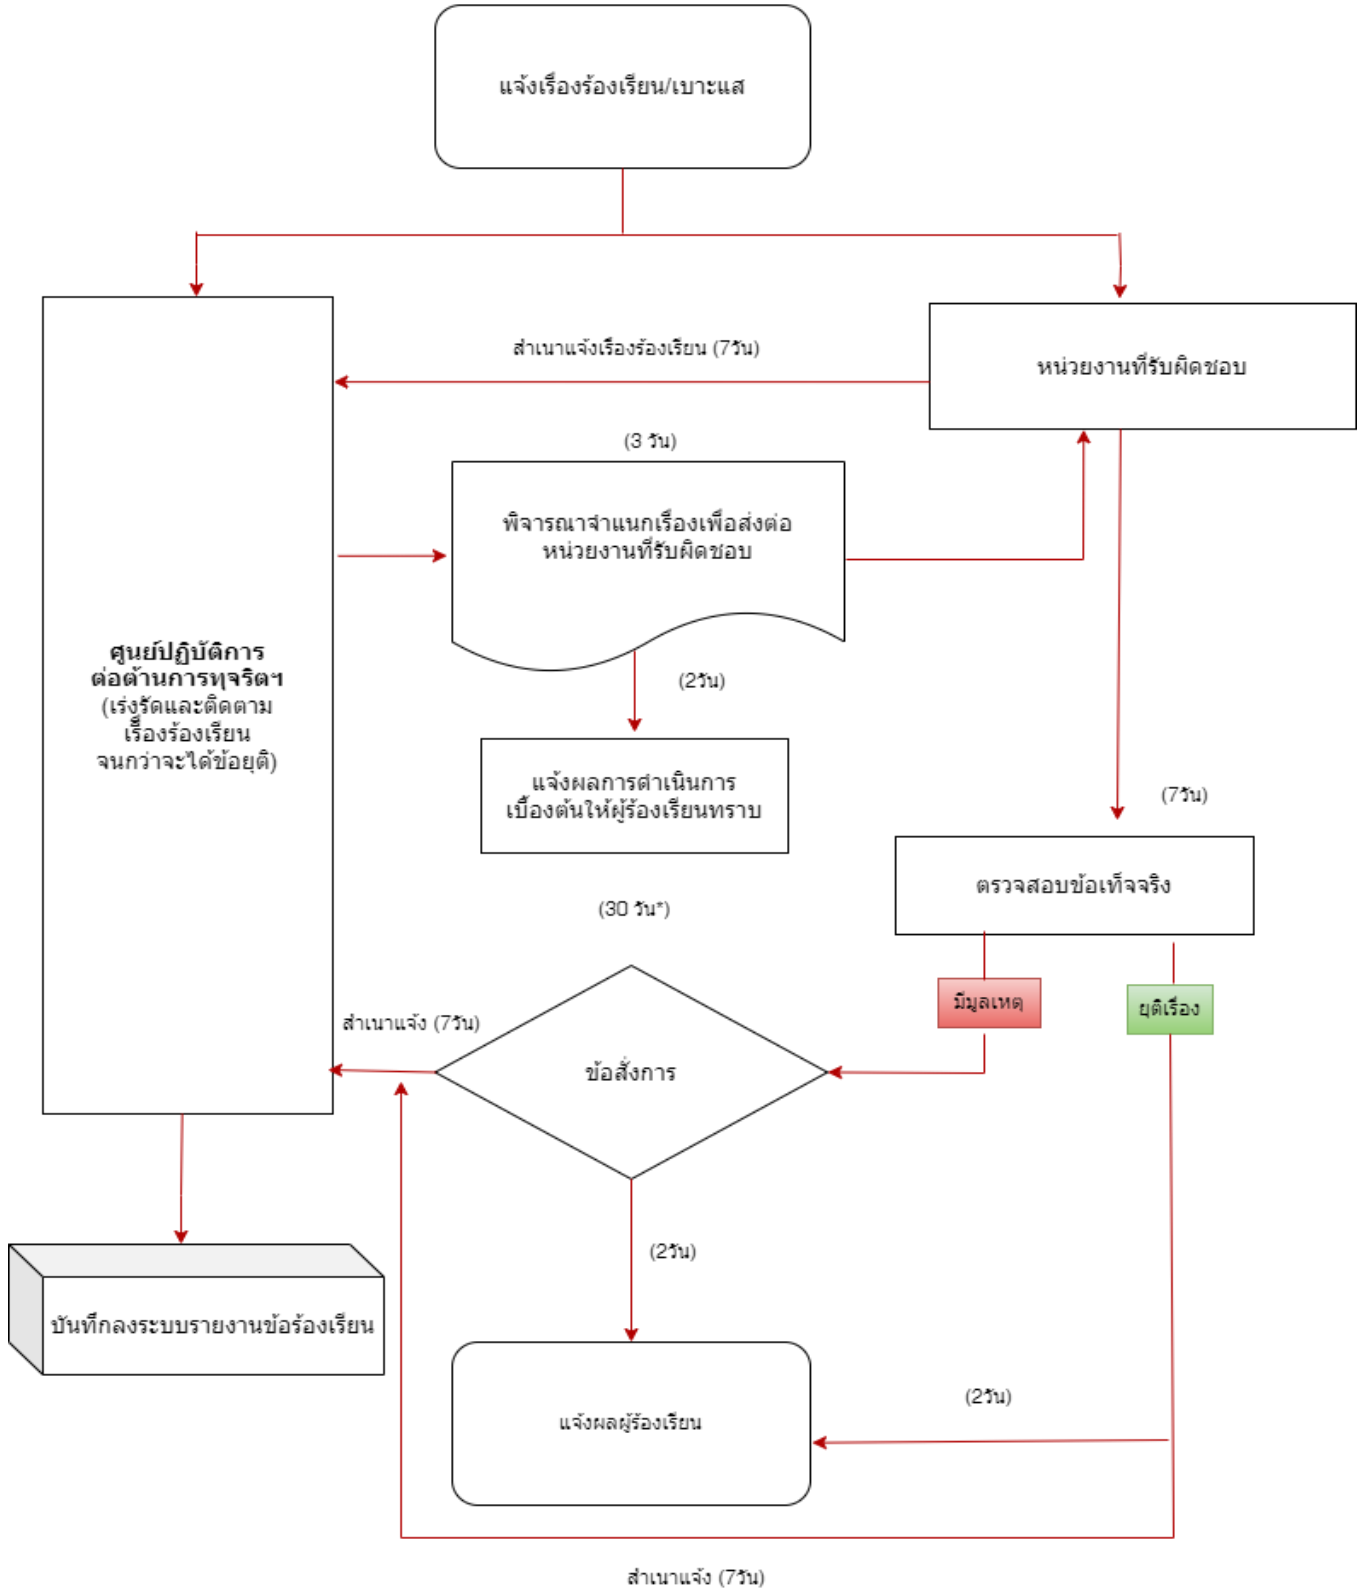 แจ้งเรื่องร้องเรียน/เบาะแส
สำเนาแจ้งเรื่องร้องเรียน (7วัน)
หน่วยงานที่รับผิดชอบ
(3 วัน)
พิจารณาจำแนกเรื่องเพื่อส่งต่อ
หน่วยงานที่รับผิดชอบ
ศูนย์ปฏิบัติการ
ต่อต้านการทุจริตฯ
(เร่งรัดและติดตาม
เรื่องร้องเรียน
จนกว่าจะได้ข้อยุติ)
(2วัน)
แจ้งผลการดำเนินการ
เบื้องต้นให้ผู้ร้องเรียนทราบ
(7วัน)
ตรวจสอบข้อเท็จจริง
(30 วัน*)
มีมูลเหตุ
ยุติเรื่อง
สำเนาแจ้ง (7วัน)
ข้อสั่งการ
(2วัน)
บันทึกลงระบบรายงานข้อร้องเรียน
(2วัน)
แจ้งผลผู้ร้องเรียน
สำเนาแจ้ง (7วัน)